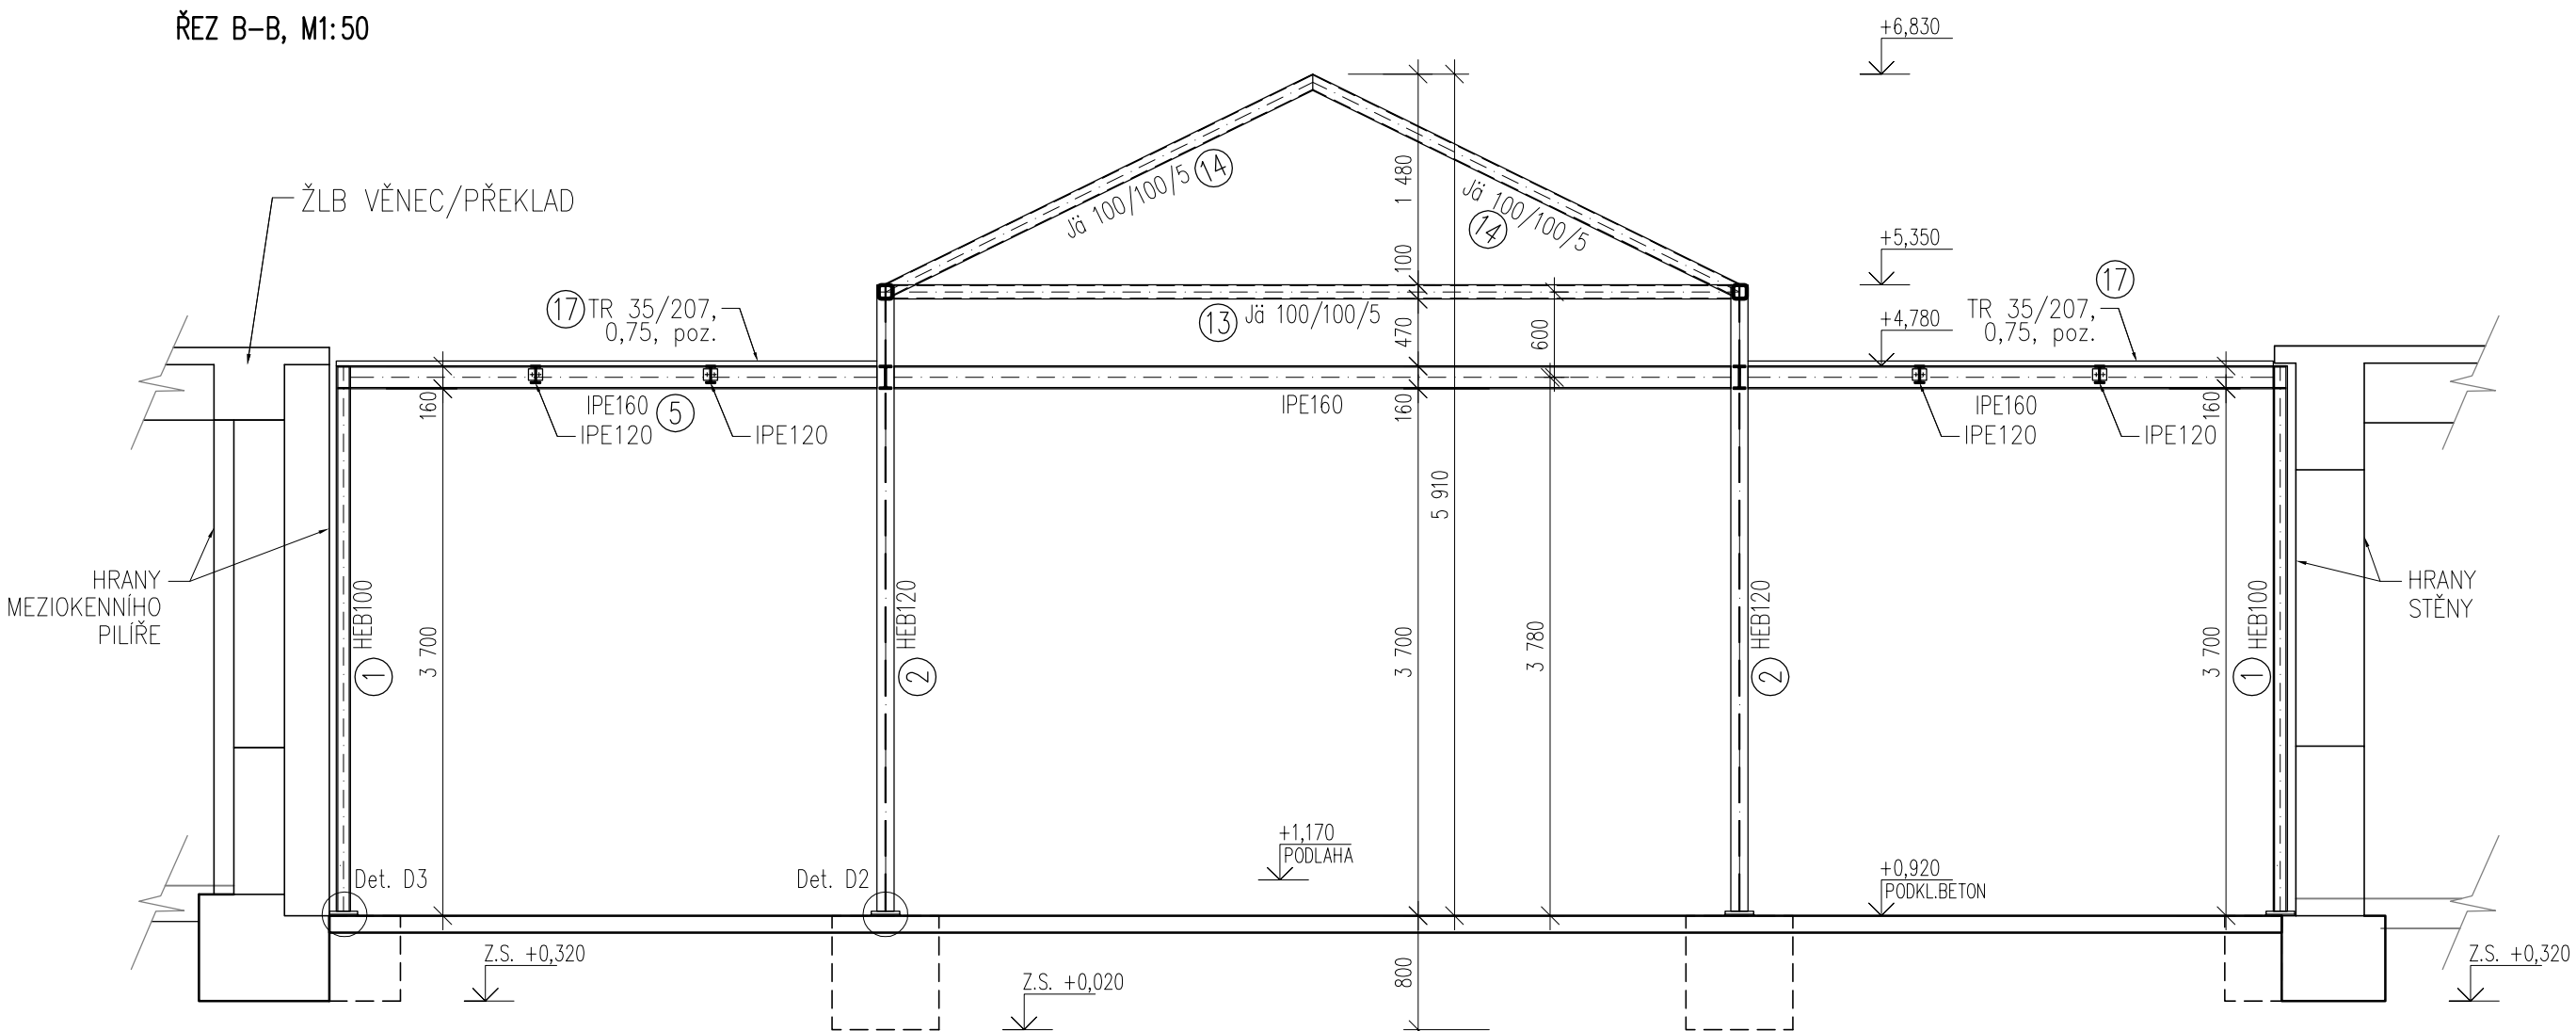 ŘEZ B-B, M1:50
+6,830
ŽLB VĚNEC/PŘEKLAD
Jä 100/100/5 14
Jä 100/100/5
14
1 480
100
470
600
+5,350
+4,780
17 TR 35/207,
0,75, poz.
13 Jä 100/100/5
17
TR 35/207,
0,75, poz.
160
IPE160 5
IPE120
IPE120
IPE160
160
IPE160
IPE120
IPE120
160
5 910
HRANY
MEZIOKENNÍHO
PILÍŘE
1 HEB100
3 700
2 HEB120
3 700
3 780
2 HEB120
3 700
1 HEB100
HRANY
STĚNY
+1,170
PODLAHA
+0,920
PODKL.BETON
Det. D3
Det. D2
Z.S. +0,320
Z.S. +0,020
800
Z.S. +0,320